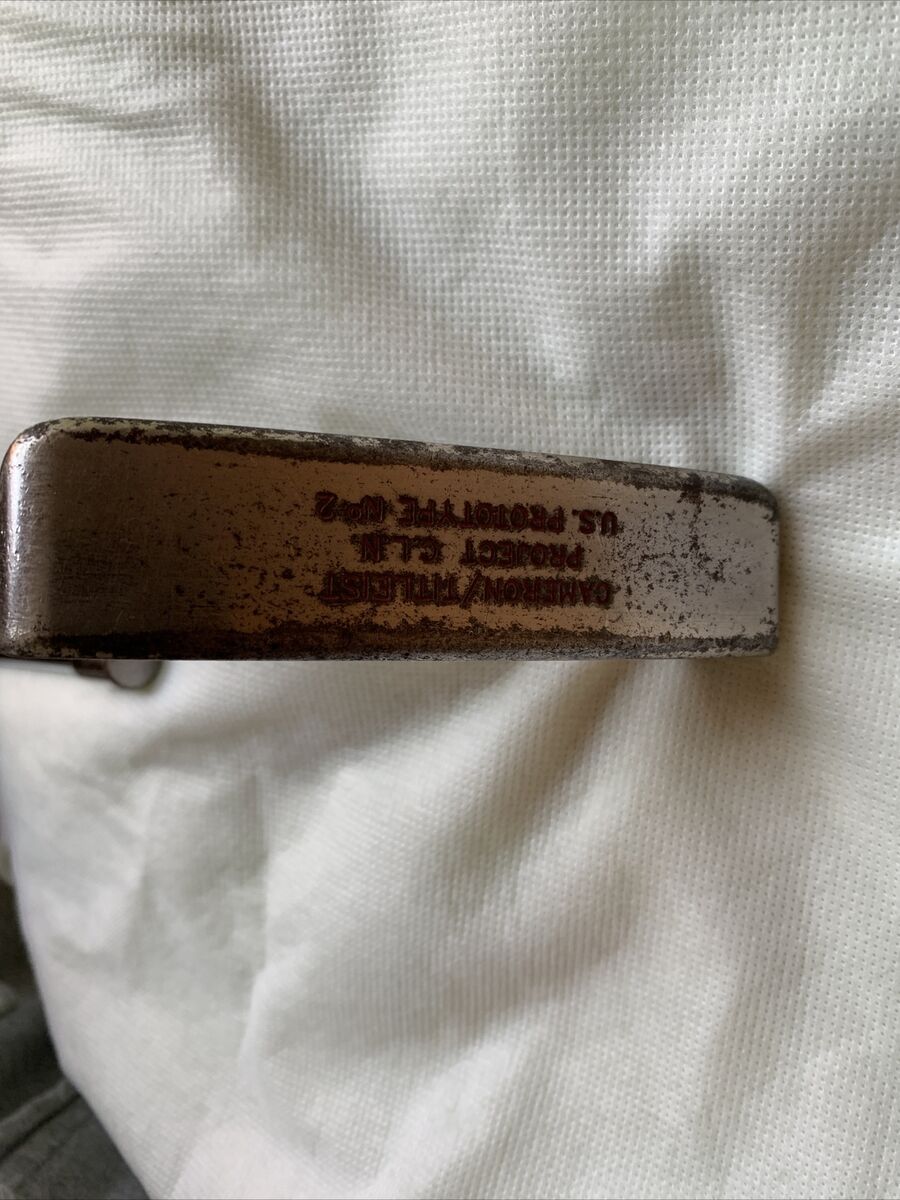 CAMERON/TITLEIST
PROJECT C.L.N.
U.S. PROTOTYPE Nº 2